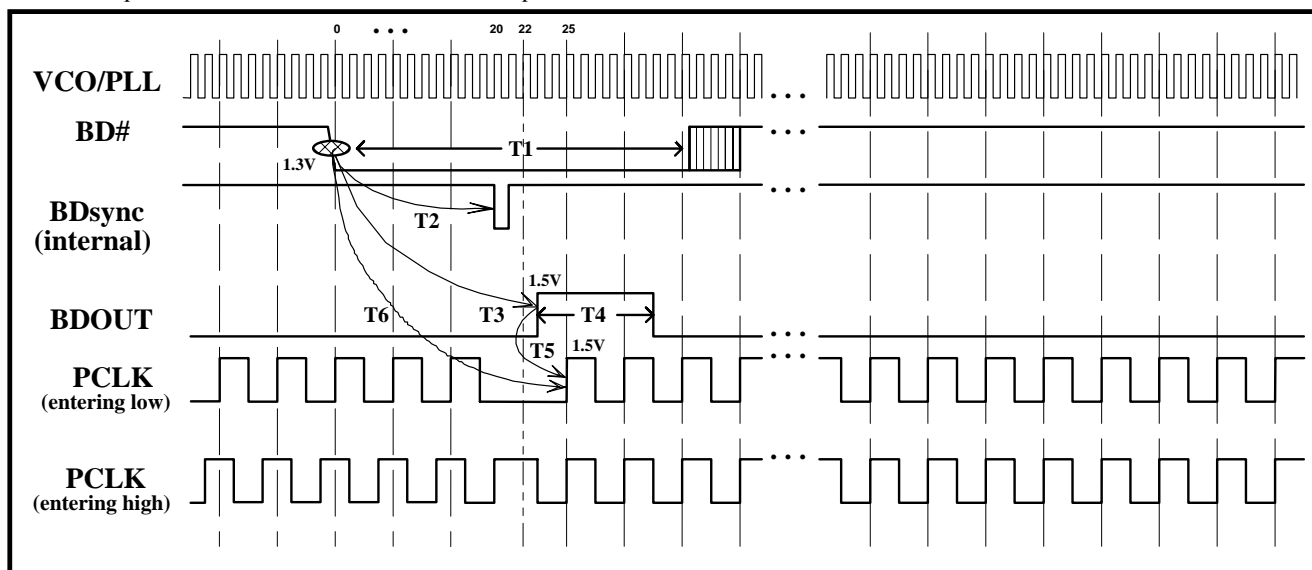 0 • • • 20 22 25
VCO/PLL
• • •
BD#
• • •
1.3V
T1
BDsync
(internal)
• • •
T2
1.5V
BDOUT
T6
T3
T4
• • •
T5
1.5V
• • •
PCLK
(entering low)
PCLK
(entering high)
• • •